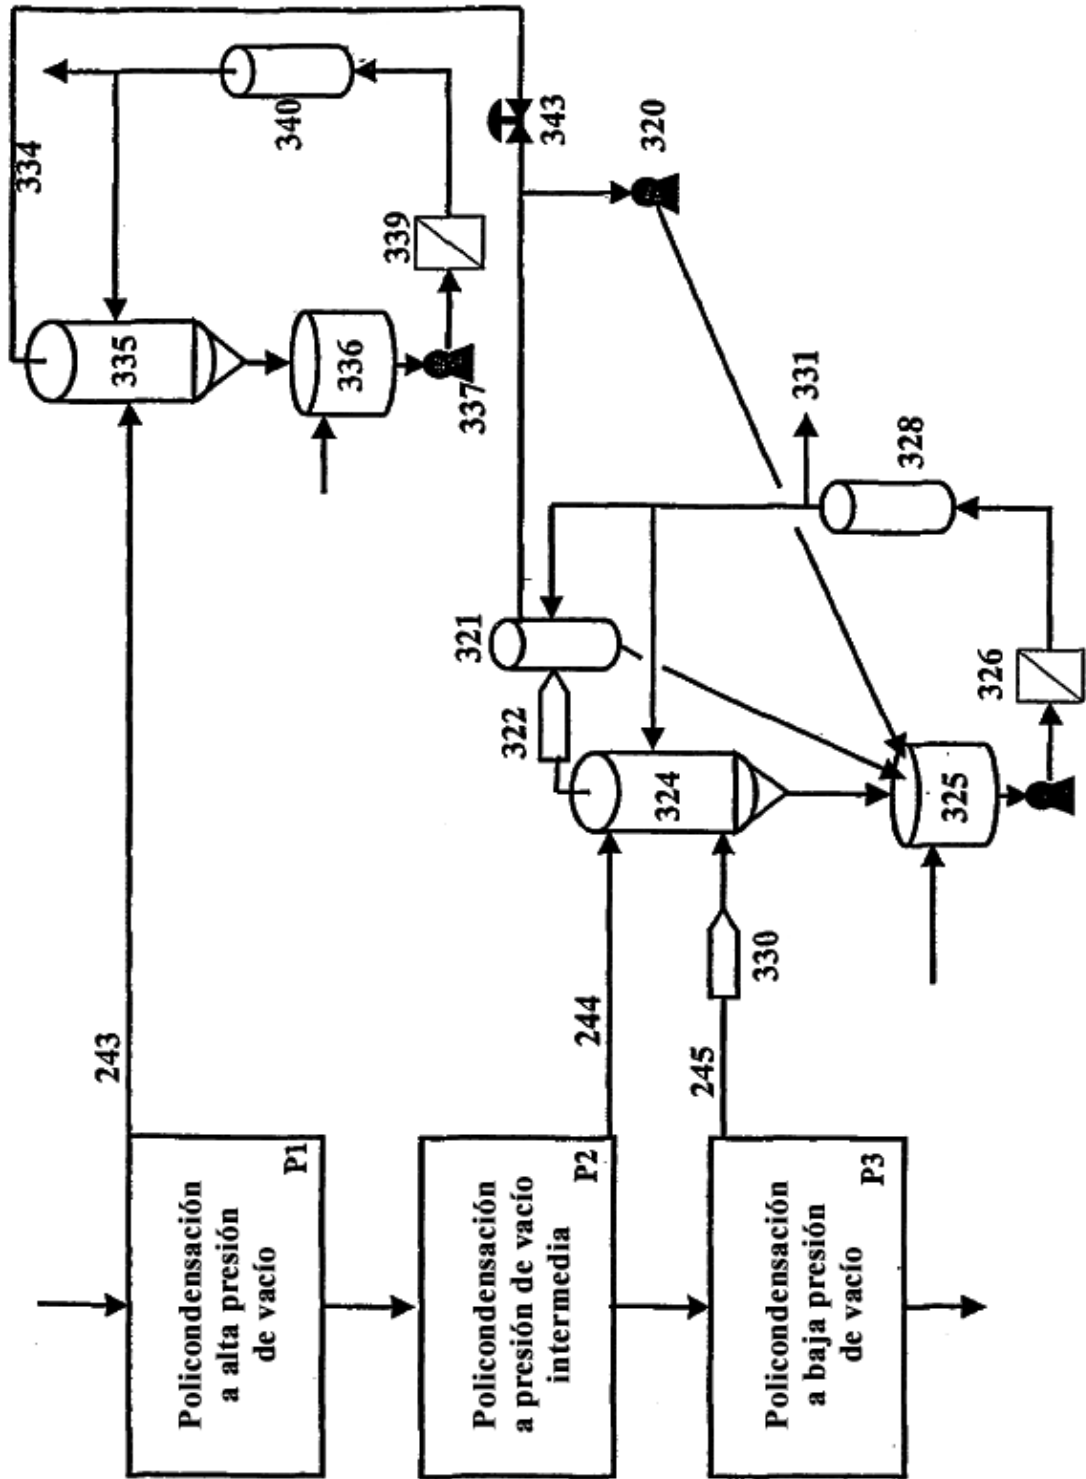 Policondensación
a alta presión
de vacío
P1
Policondensación
a presión de vacío
intermedia
P2
Policondensación
a baja presión
de vacío
P3
243
244
245
330
334
335
336
337
339
340
343
320
321
322
324
325
326
328
331